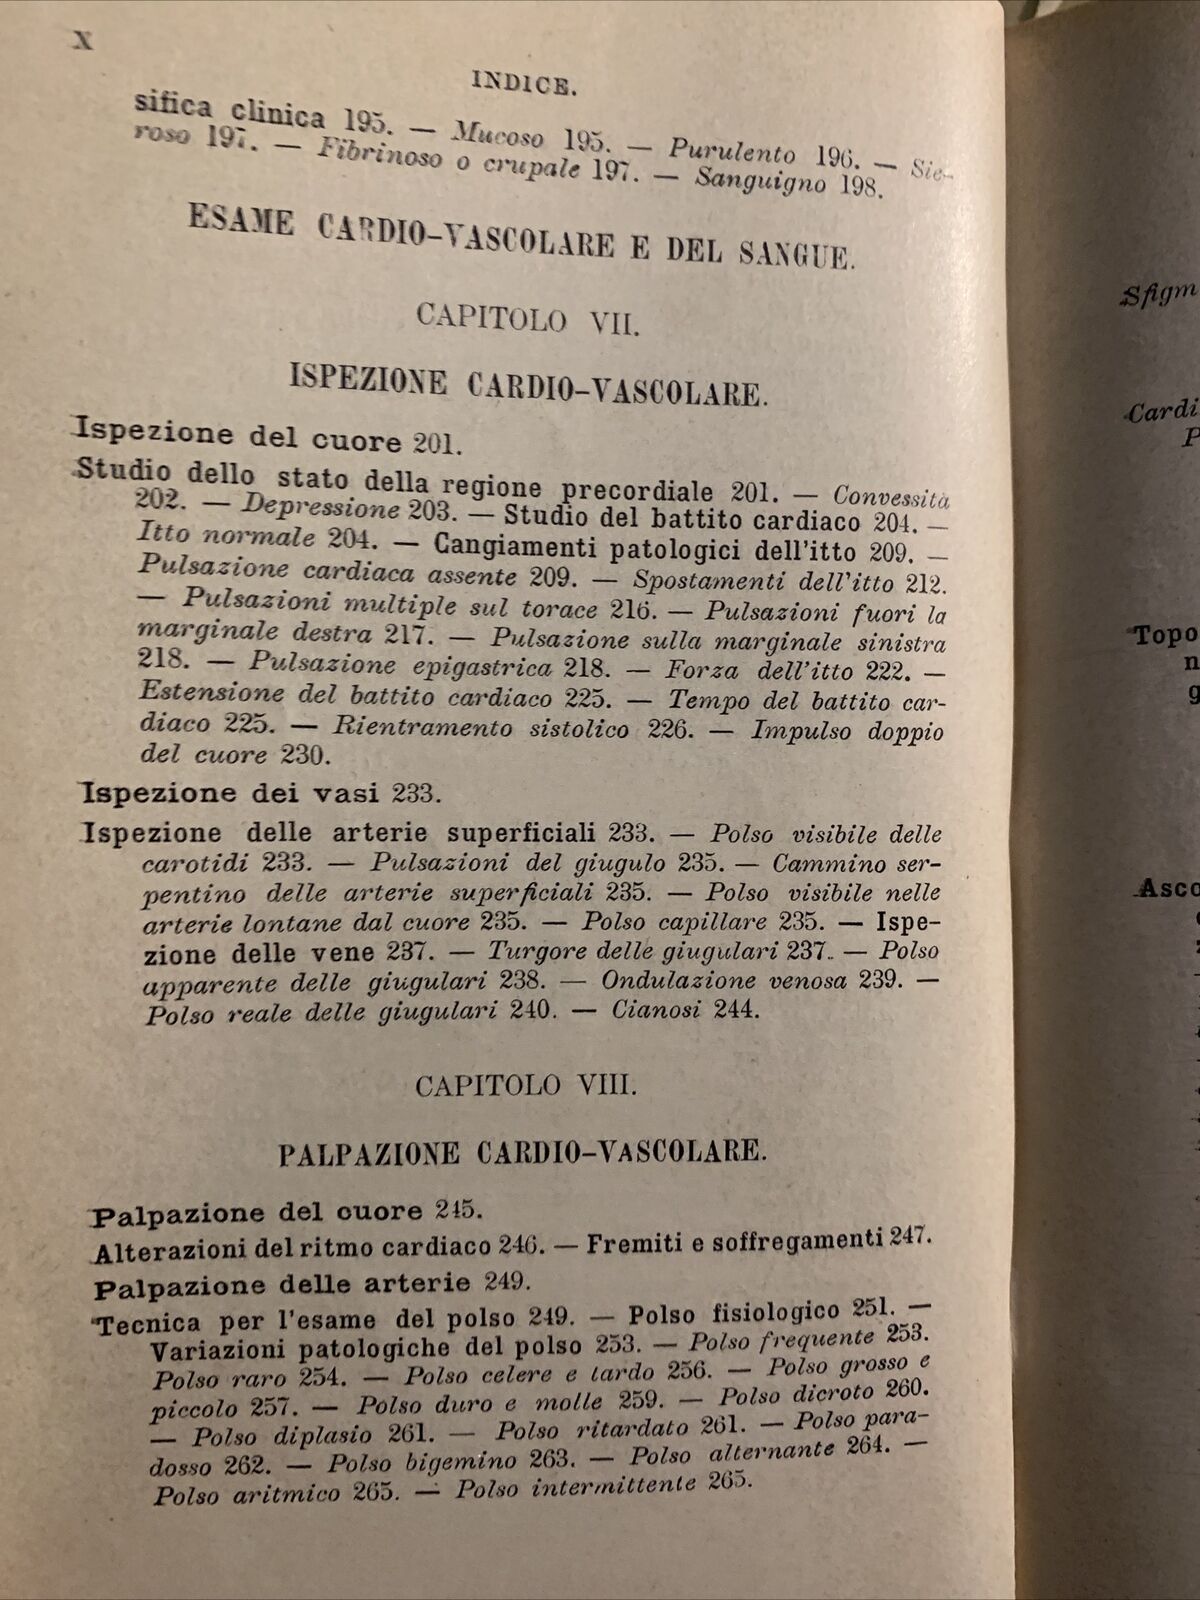 X
INDICE.
sifica clinica 195. — Mucoso 195. — Purulento 196. — Sie-
roso 197. — Fibrinoso o crupale 197. — Sanguigno 198.
ESAME CARDIO-VASCOLARE E DEL SANGUE.
CAPITOLO VII.
ISPEZIONE CARDIO-VASCOLARE.
Ispezione del cuore 201.
Studio dello stato della regione precordiale 201. — Convessità
202. — Depressione 203. — Studio del battito cardiaco 204. —
Itto normale 204. — Cangiamenti patologici dell'itto 209. —
Pulsazione cardiaca assente 209. — Spostamenti dell'itto 212.
— Pulsazioni multiple sul torace 216. — Pulsazioni fuori la
marginale destra 217. — Pulsazione sulla marginale sinistra
218. — Pulsazione epigastrica 218. — Forza dell'itto 222. —
Estensione del battito cardiaco 225. — Tempo del battito car-
diaco 225. — Rientramento sistolico 226. — Impulso doppio
del cuore 230.
Ispezione dei vasi 233.
Ispezione delle arterie superficiali 233. — Polso visibile delle
carotidi 233. — Pulsazioni del giugulo 235. — Cammino ser-
pentino delle arterie superficiali 235. — Polso visibile nelle
arterie lontane dal cuore 235. — Polso capillare 235. — Ispe-
zione delle vene 237. — Turgore delle giugulari 237. — Polso
apparente delle giugulari 238. — Ondulazione venosa 239. —
Polso reale delle giugulari 240. — Cianosi 244.
CAPITOLO VIII.
PALPAZIONE CARDIO-VASCOLARE.
Palpazione del cuore 245.
Alterazioni del ritmo cardiaco 246. — Fremiti e soffregamenti 247.
Palpazione delle arterie 249.
Tecnica per l'esame del polso 249. — Polso fisiologico 251. —
Variazioni patologiche del polso 253. — Polso frequente 253.
Polso raro 254. — Polso celere e tardo 256. — Polso grosso e
piccolo 257. — Polso duro e molle 259. — Polso dicroto 260.
— Polso diplasio 261. — Polso ritardato 261. — Polso para-
dosso 262. — Polso bigemino 263. — Polso alternante 264. —
Polso aritmico 265. — Polso intermittente 265.
Sfigm
Cardi
P
Topo
n
g
Asco